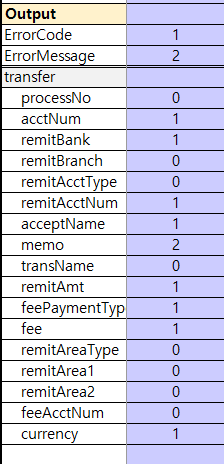 Output
ErrorCode 1
ErrorMessage 2
transfer
processNo 0
acctNum 1
remitBank 1
remitBranch 0
remitAcctType 0
remitAcctNum 1
acceptName 1
memo 2
transName 0
remitAmt 1
feePaymentTyp 1
fee 1
remitAreaType 0
remitArea1 0
remitArea2 0
feeAcctNum 0
currency 1